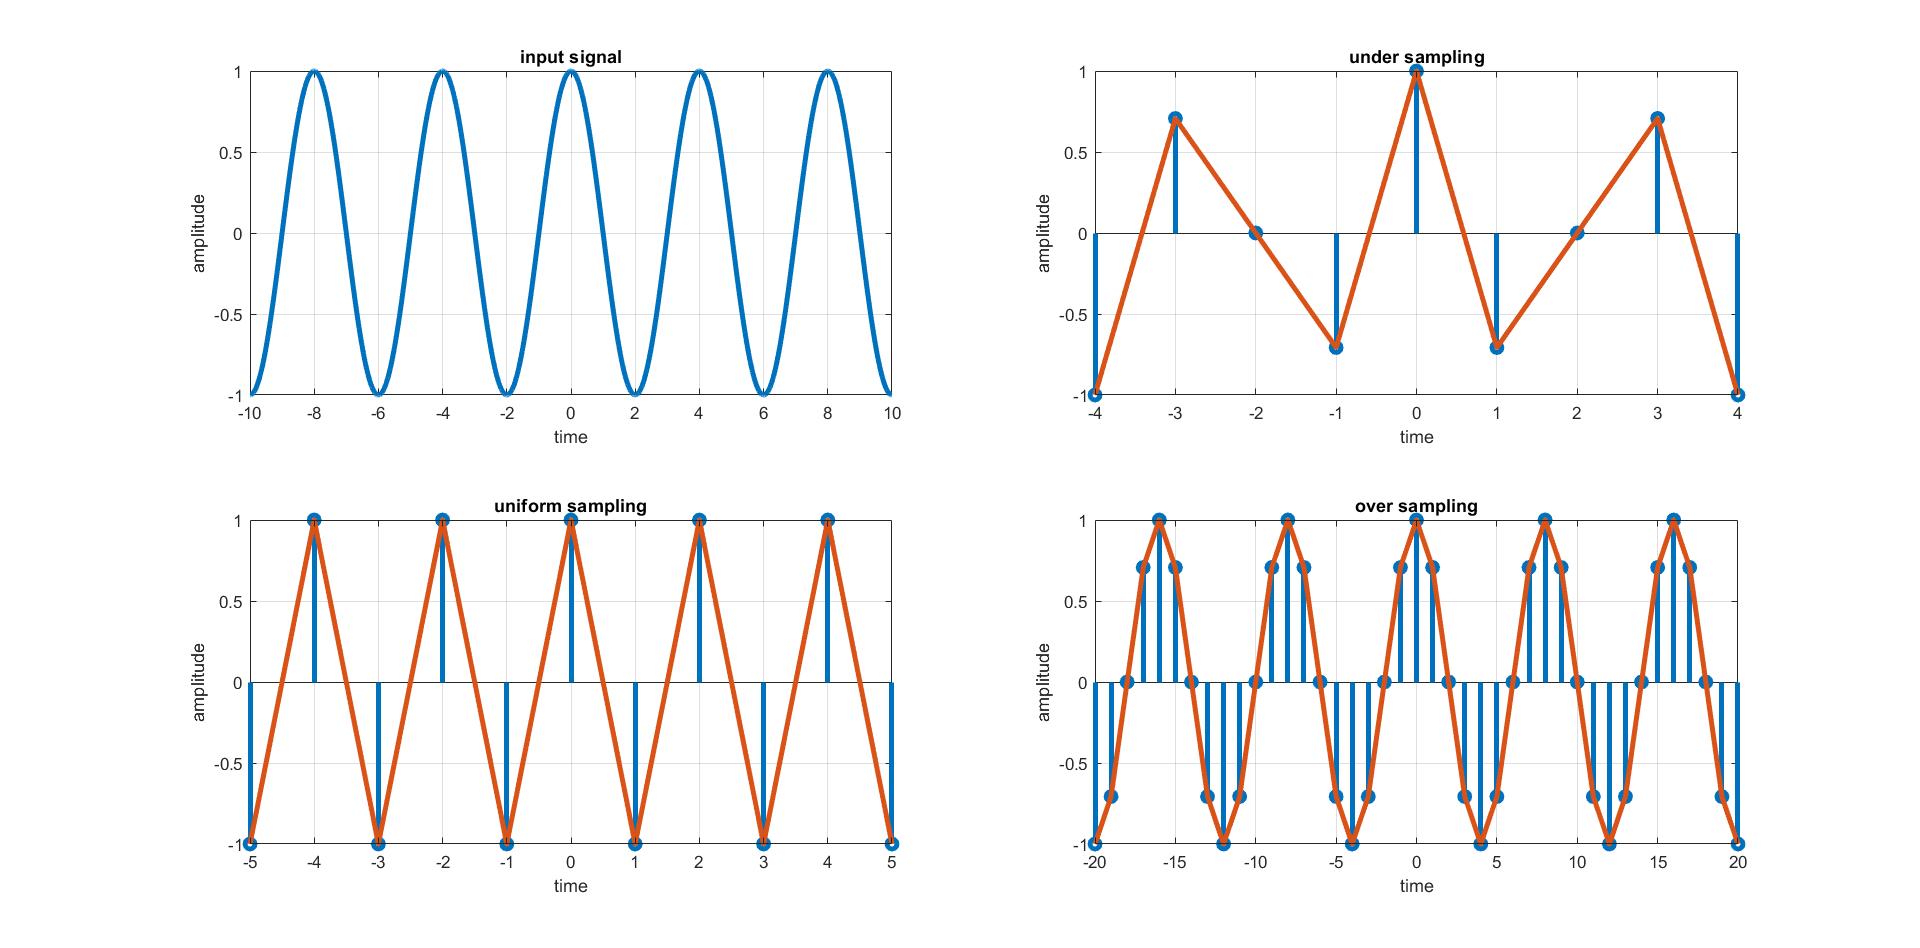 input signal
1
0.5
0
-0.5
-1
amplitude
-10 -8 -6 -4 -2 0 2 4 6 8 10
time
under sampling
1
0.5
0
-0.5
-1
amplitude
-4 -3 -2 -1 0 1 2 3 4
time
uniform sampling
1
0.5
0
-0.5
-1
amplitude
-5 -4 -3 -2 -1 0 1 2 3 4 5
time
over sampling
1
0.5
0
-0.5
-1
amplitude
-20 -15 -10 -5 0 5 10 15 20
time